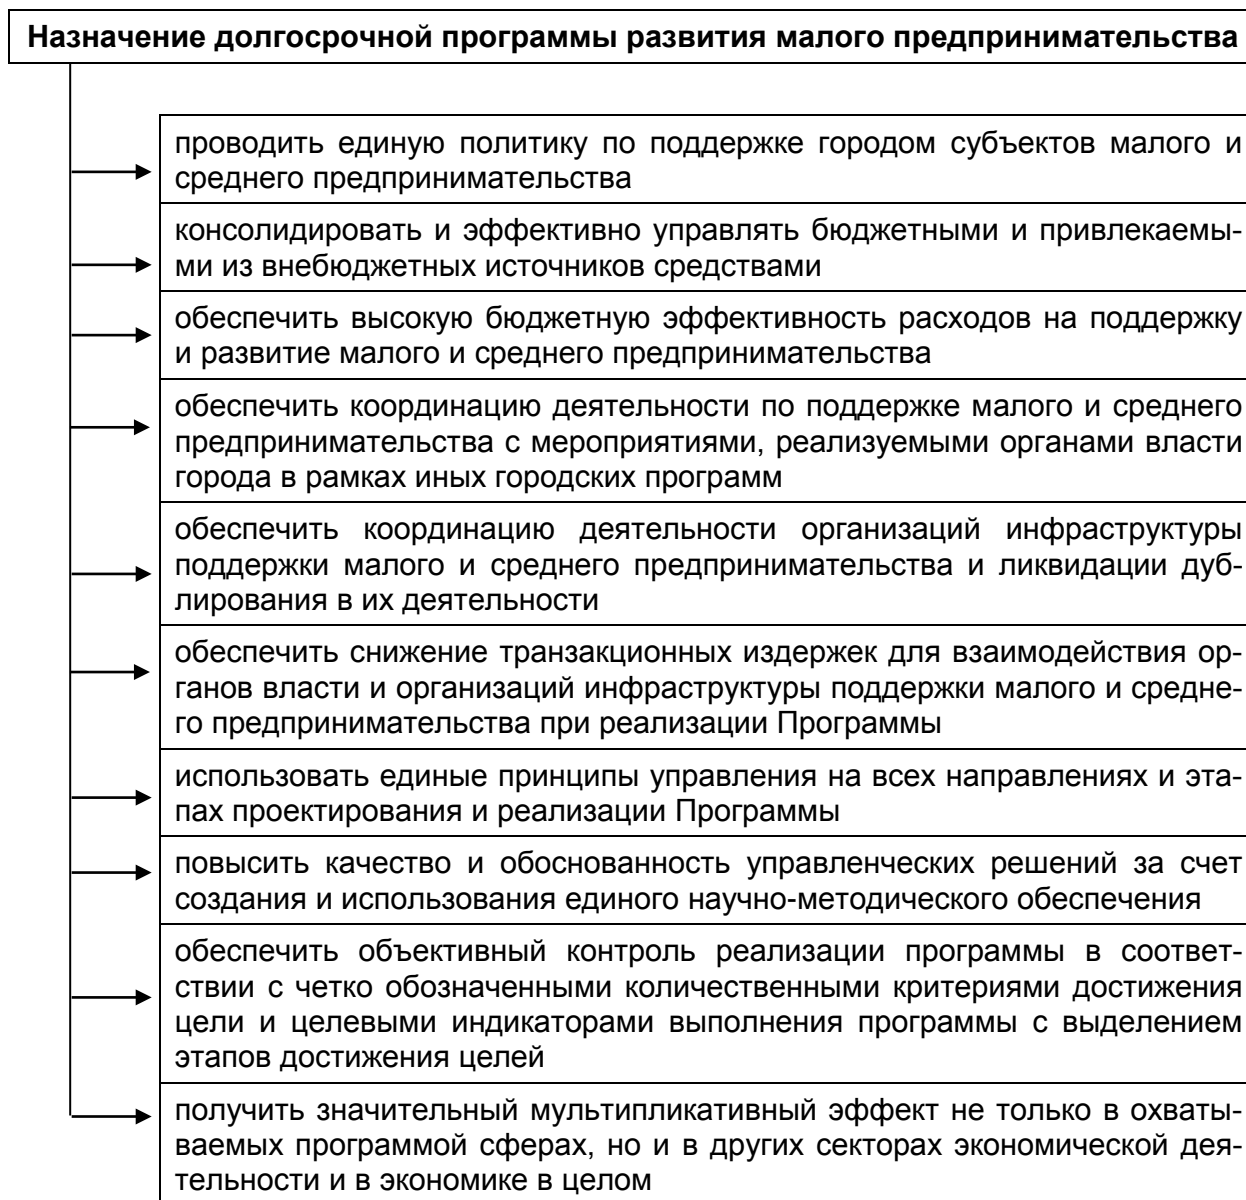 Назначение долгосрочной программы развития малого предпринимательства
проводить единую политику по поддержке городом субъектов малого и
среднего предпринимательства
консолидировать и эффективно управлять бюджетными и привлекаемы-
ми из внебюджетных источников средствами
обеспечить высокую бюджетную эффективность расходов на поддержку
и развитие малого и среднего предпринимательства
обеспечить координацию деятельности по поддержке малого и среднего
предпринимательства с мероприятиями, реализуемыми органами власти
города в рамках иных городских программ
обеспечить координацию деятельности организаций инфраструктуры
поддержки малого и среднего предпринимательства и ликвидации дуб-
лирования в их деятельности
обеспечить снижение транзакционных издержек для взаимодействия ор-
ганов власти и организаций инфраструктуры поддержки малого и средне-
го предпринимательства при реализации Программы
использовать единые принципы управления на всех направлениях и эта-
пах проектирования и реализации Программы
повысить качество и обоснованность управленческих решений за счет
создания и использования единого научно-методического обеспечения
обеспечить объективный контроль реализации программы в соответ-
ствии с четко обозначенными количественными критериями достижения
цели и целевыми индикаторами выполнения программы с выделением
этапов достижения целей
получить значительный мультипликативный эффект не только в охваты-
ваемых программой сферах, но и в других секторах экономической дея-
тельности и в экономике в целом